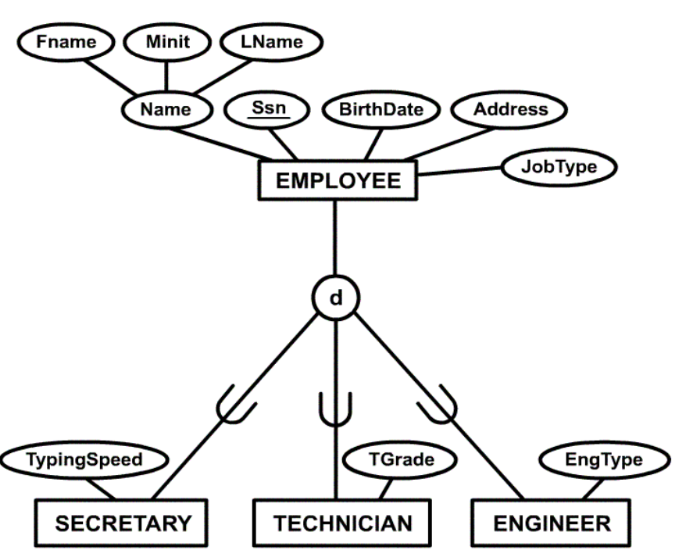 Fname Minit LName
Name Ssn BirthDate Address
JobType
EMPLOYEE
d
TypingSpeed TGrade EngType
SECRETARY TECHNICIAN ENGINEER